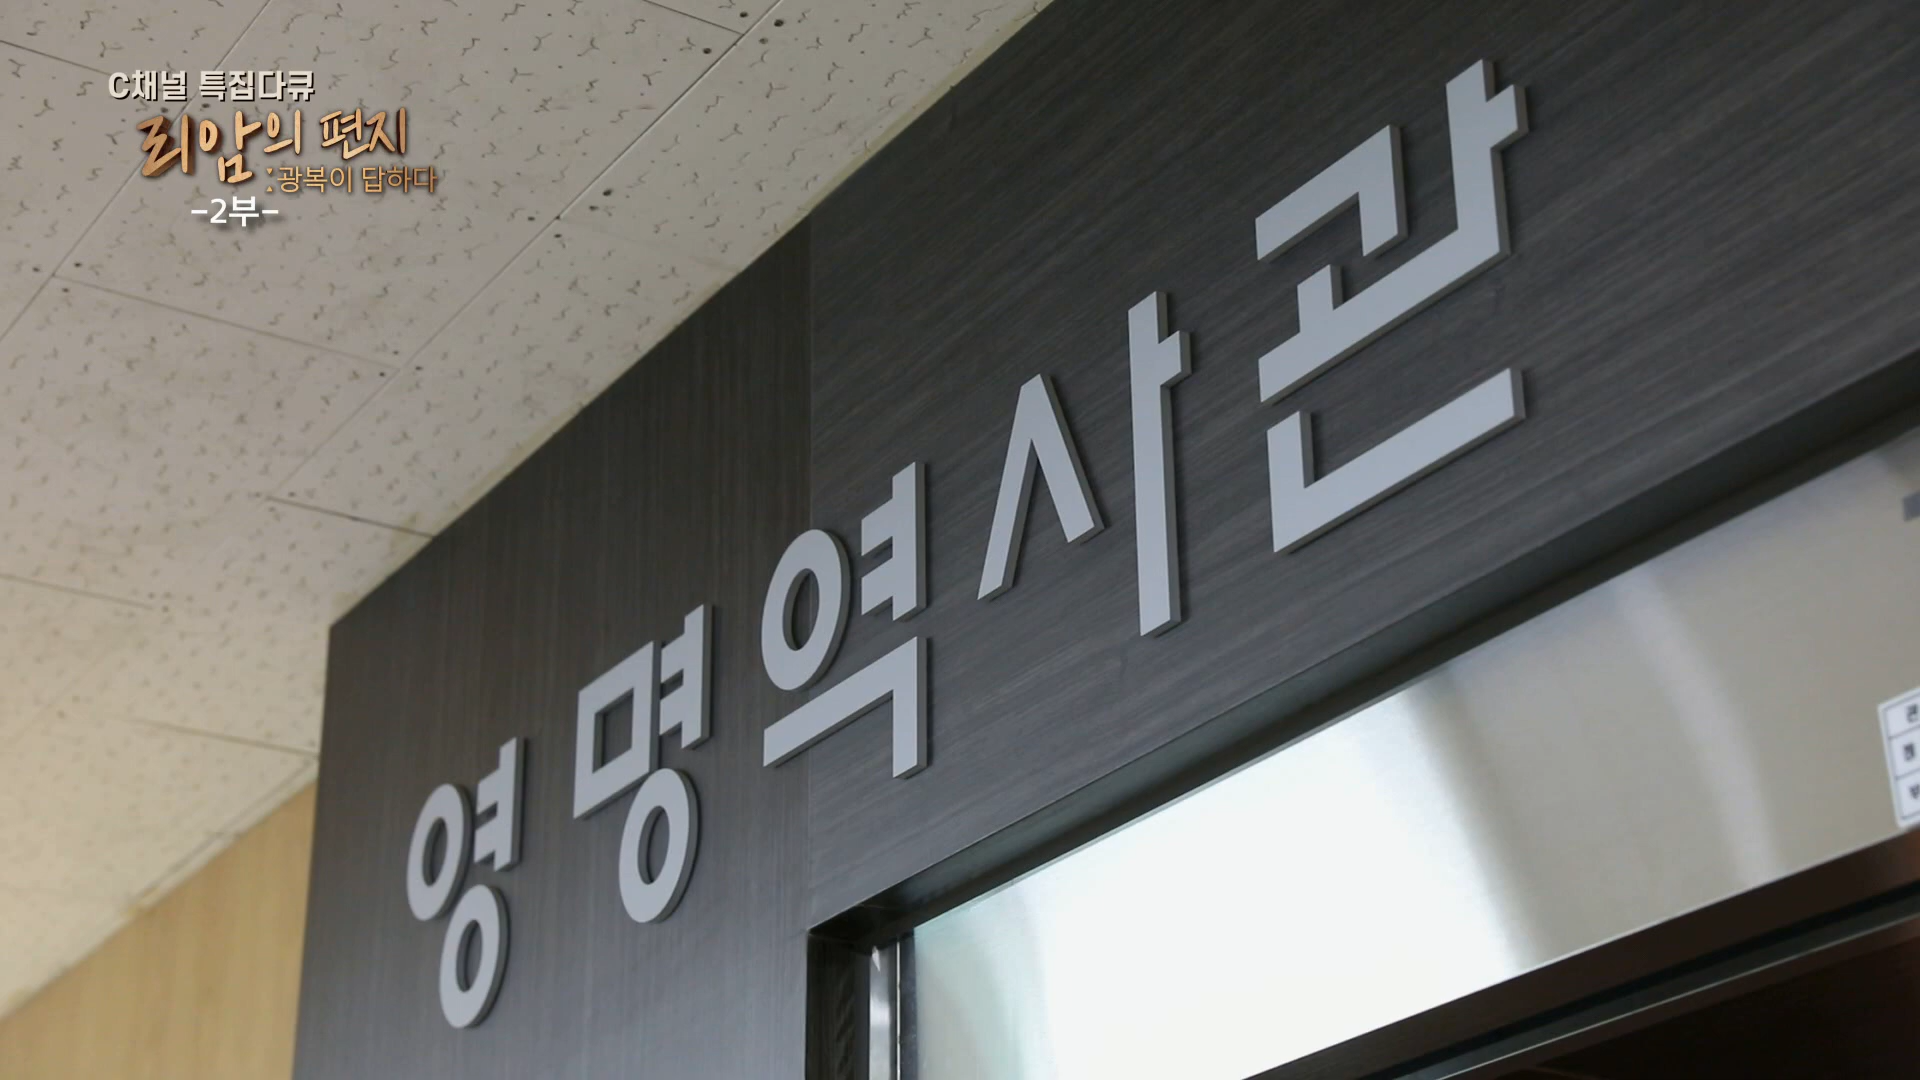 C채널 특집다큐
리암의 편지
:광복이 답하다
-2부-
영명역사관